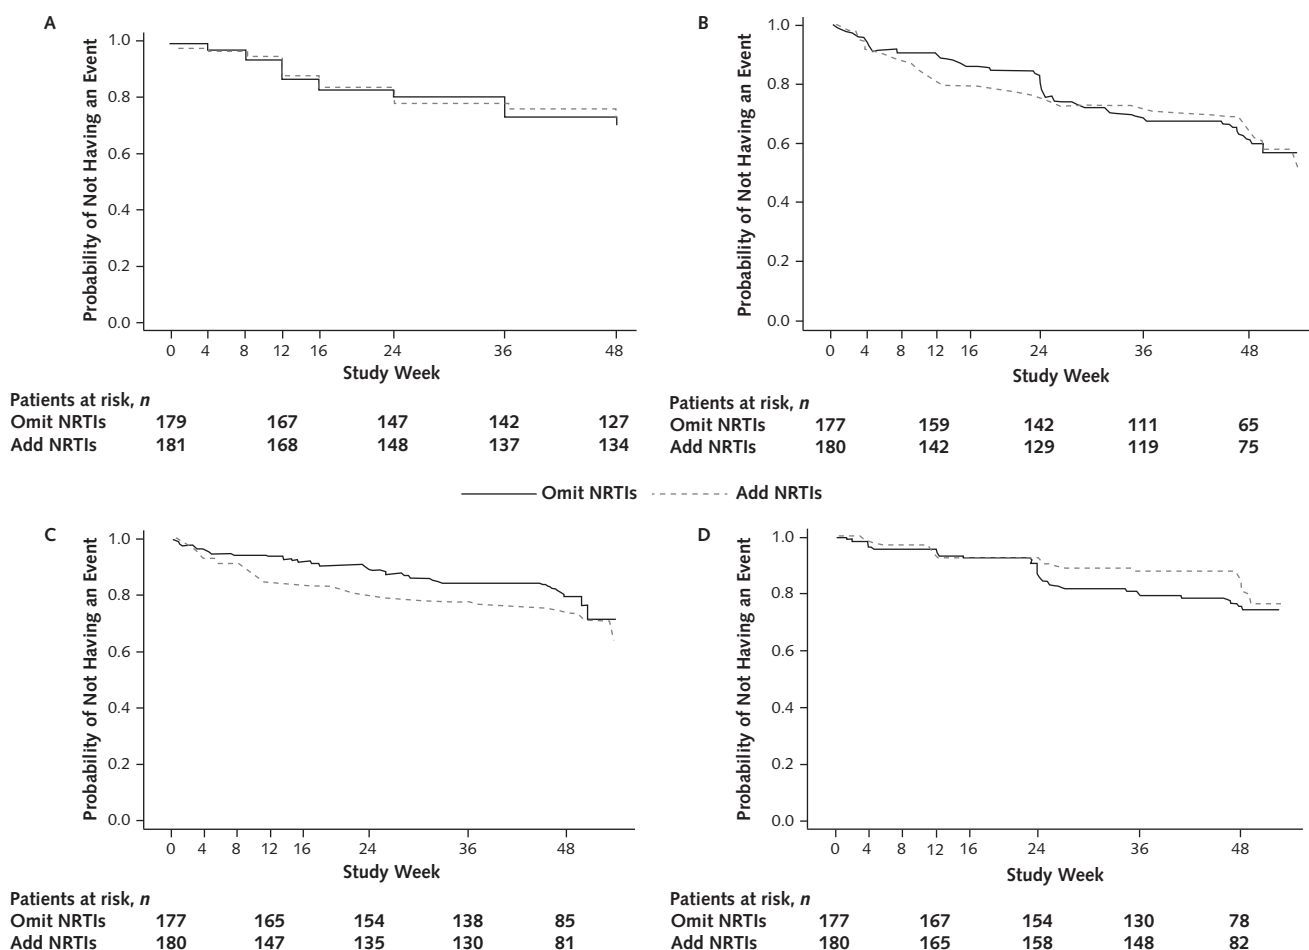 A
Probability of Not Having an Event
1.0
0.8
0.6
0.4
0.2
0.0
0 4 8 12 16 24 36 48
Study Week
Patients at risk, n
Omit NRTIs 179 167 147 142 127
Add NRTIs 181 168 148 137 134
B
Probability of Not Having an Event
1.0
0.8
0.6
0.4
0.2
0.0
0 4 8 12 16 24 36 48
Study Week
Patients at risk, n
Omit NRTIs 177 159 142 111 65
Add NRTIs 180 142 129 119 75
Omit NRTIs Add NRTIs
C
Probability of Not Having an Event
1.0
0.8
0.6
0.4
0.2
0.0
0 4 8 12 16 24 36 48
Study Week
Patients at risk, n
Omit NRTIs 177 165 154 138 85
Add NRTIs 180 147 135 130 81
D
Probability of Not Having an Event
1.0
0.8
0.6
0.4
0.2
0.0
0 4 8 12 16 24 36 48
Study Week
Patients at risk, n
Omit NRTIs 177 167 154 130 78
Add NRTIs 180 165 158 148 82